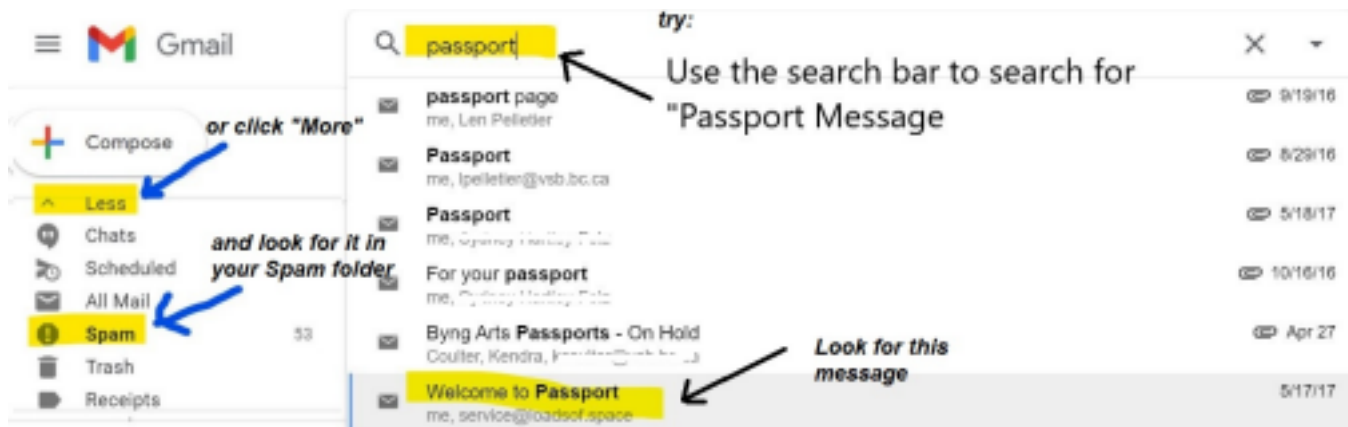 try:
Gmail
passport
Use the search bar to search for
"Passport Message
passport page
9/19/16
me, Len Pelletier
or click "More"
Compose
Passport
8/29/16
me, lpelletier@vsb.bc.ca
Less
Passport
5/18/17
me,
Chats
and look for it in
your Spam folder
Scheduled
For your passport
10/16/16
me,
All Mail
Spam
53
Byng Arts Passports - On Hold
Apr 27
Coulter, Kendra,
Look for this
message
Trash
Receipts
Welcome to Passport
5/17/17
me, service@loadsof.space